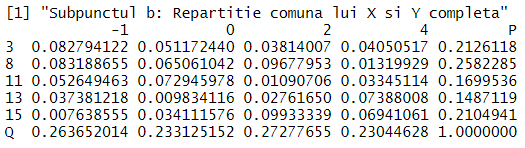 [1] "Subpunctul b: Repartitie comuna lui X si Y completa"
-1 0 2 4 P
3 0.082794122 0.051172440 0.03814007 0.04050517 0.2126118
8 0.083188655 0.065061042 0.09677953 0.01319929 0.2582285
11 0.052649463 0.072945978 0.01090706 0.03345114 0.1699536
13 0.037381218 0.009834116 0.02761650 0.07388008 0.1487119
15 0.007638555 0.034111576 0.09933339 0.06941061 0.2104941
Q 0.263652014 0.233125152 0.27277655 0.23044628 1.0000000